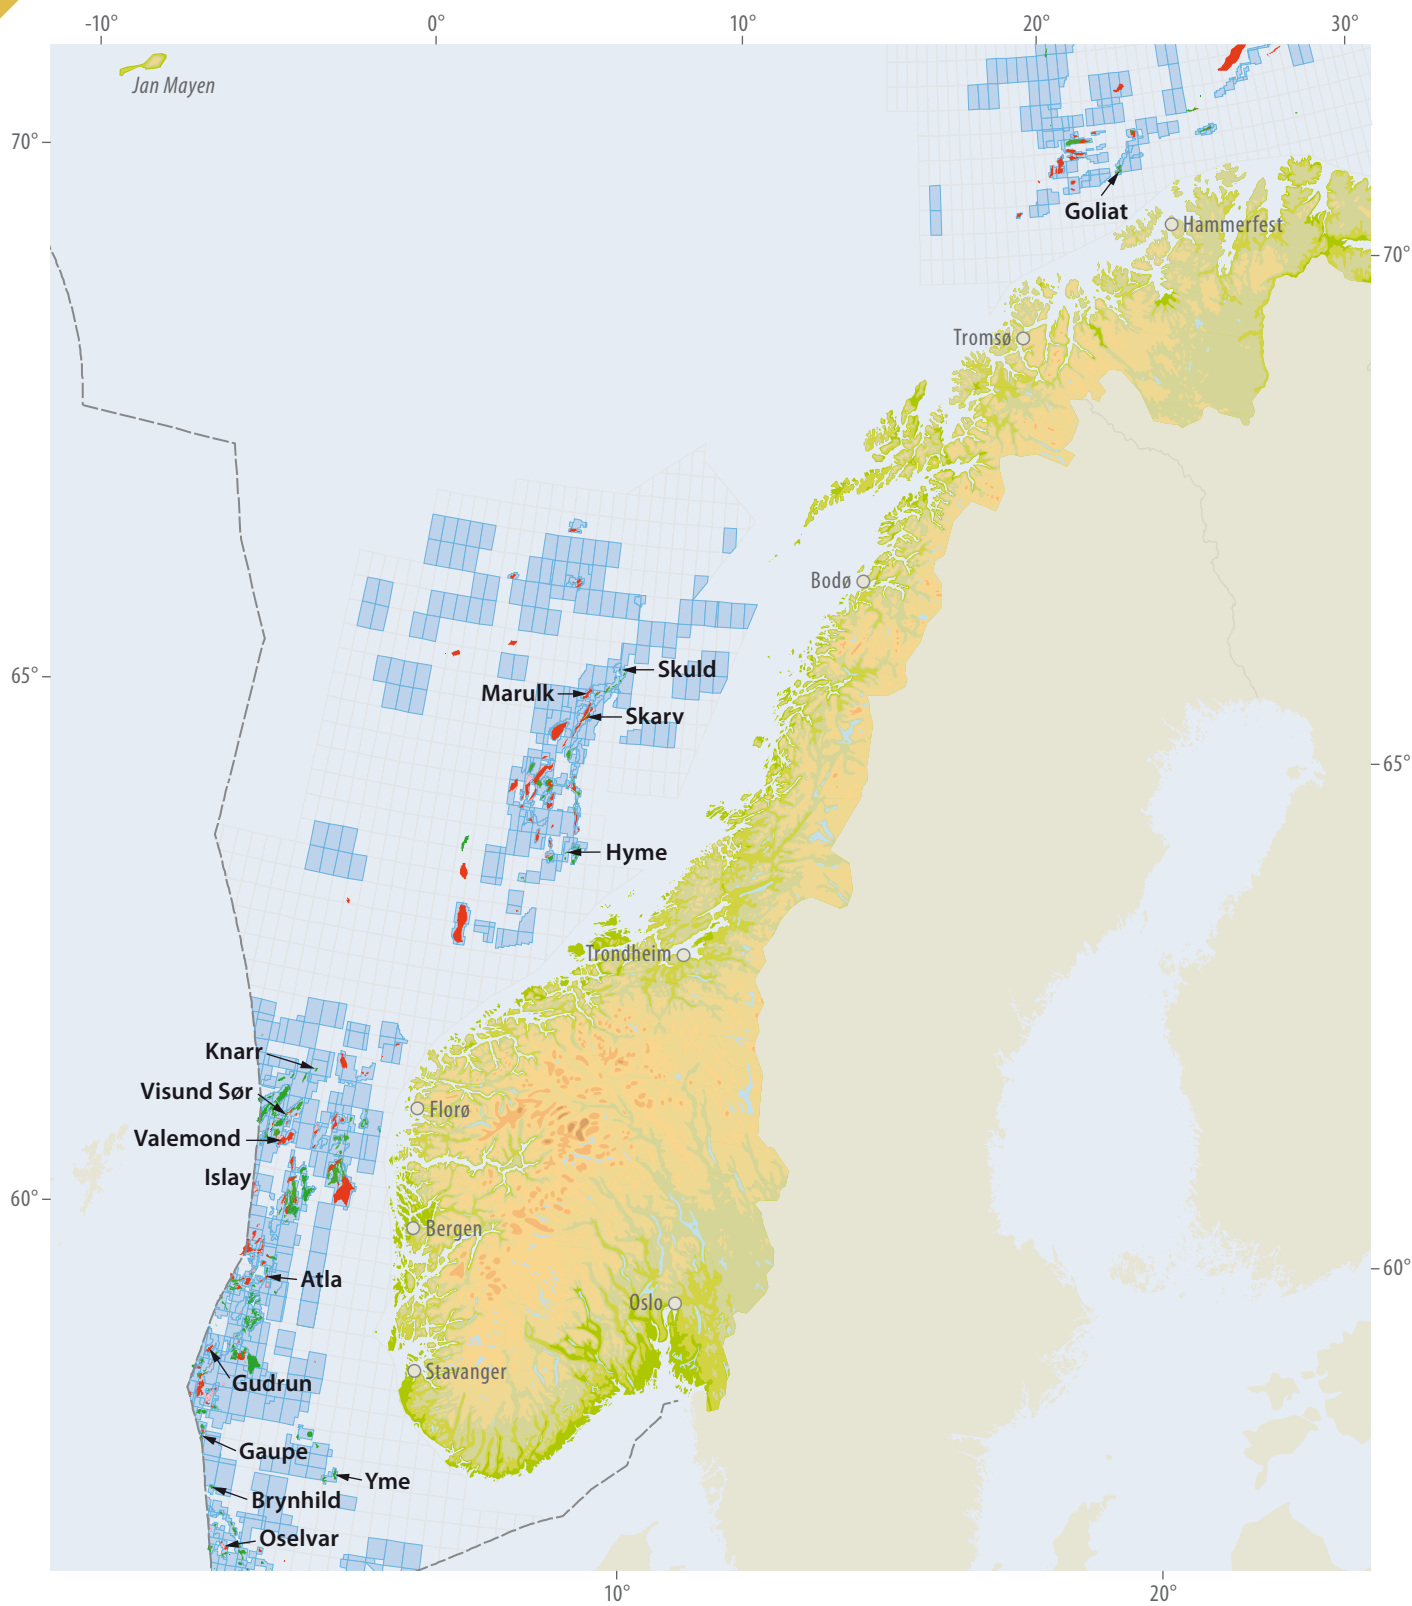 -10°
0°
10°
20°
30°
Jan Mayen
70°
Goliat
Hammerfest
70°
Tromsø
Bodø
65°
Skuld
Marulk
Skarv
65°
Hyme
Trondheim
Knarr
Visund Sør
Florø
Valemond
Islay
60°
Bergen
Atla
60°
Oslo
Stavanger
Gudrun
Gaupe
Yme
Brynhild
Oselvar
10°
20°